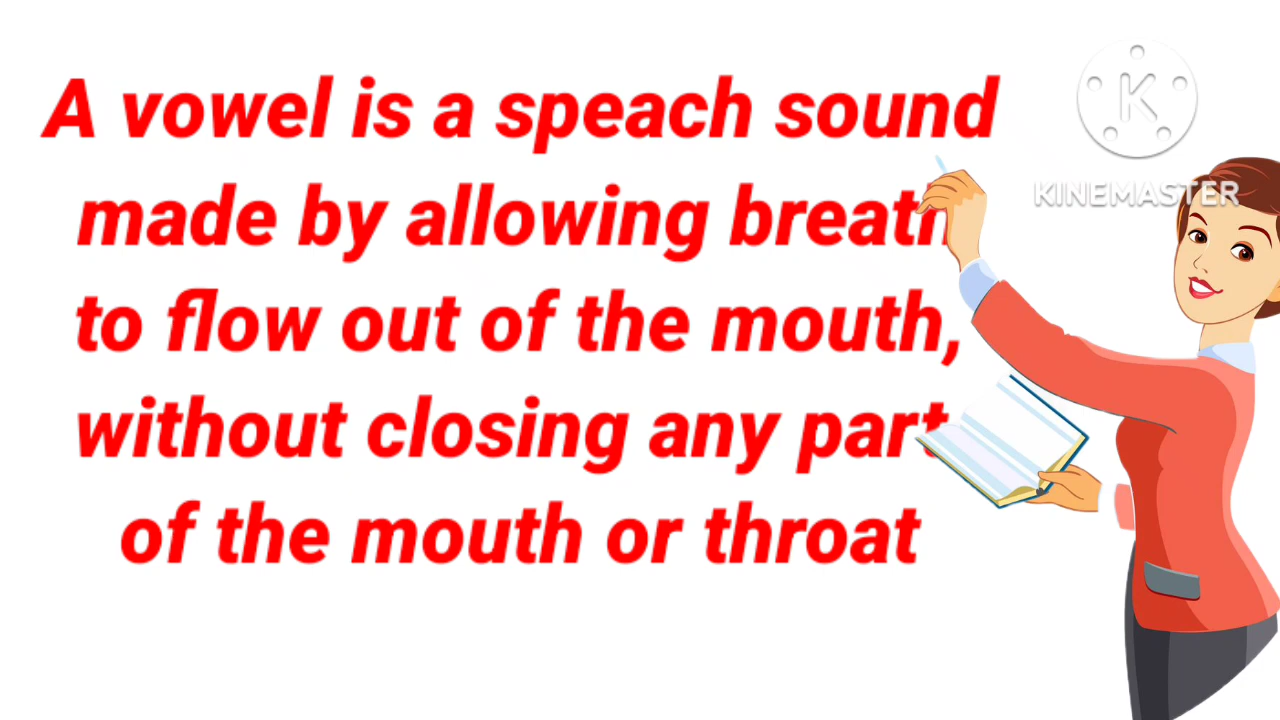 A vowel is a speach sound
made by allowing breath
to flow out of the mouth,
without closing any part
of the mouth or throat
K
KINEMASTER